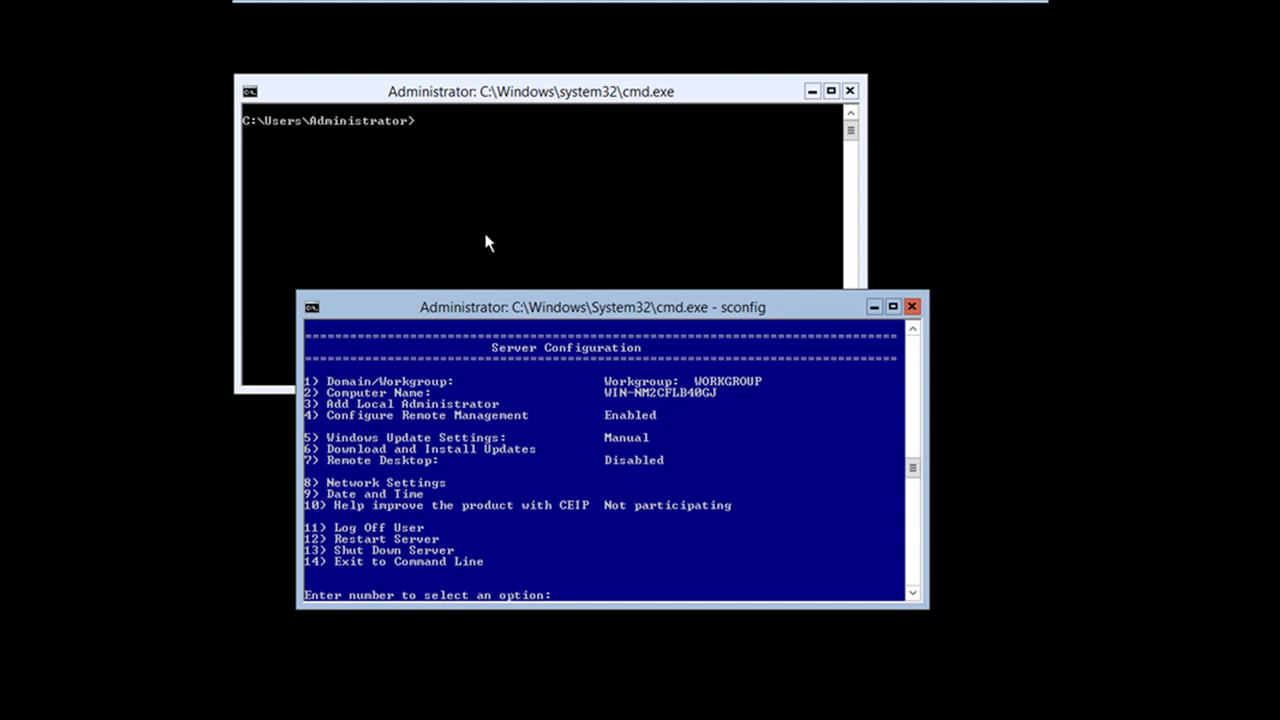 Administrator: C:\Windows\system32\cmd.exe
C:\Users\Administrator>
Administrator: C:\Windows\System32\cmd.exe - sconfig
===============================================================================
Server Configuration
===============================================================================
1) Domain/Workgroup: Workgroup: WORKGROUP
2) Computer Name: WIN-NM2CFLB40GJ
3) Add Local Administrator
4) Configure Remote Management Enabled
5) Windows Update Settings: Manual
6) Download and Install Updates
7) Remote Desktop: Disabled
8) Network Settings
9) Date and Time
10) Help improve the product with CEIP Not participating
11) Log Off User
12) Restart Server
13) Shut Down Server
14) Exit to Command Line
Enter number to select an option: